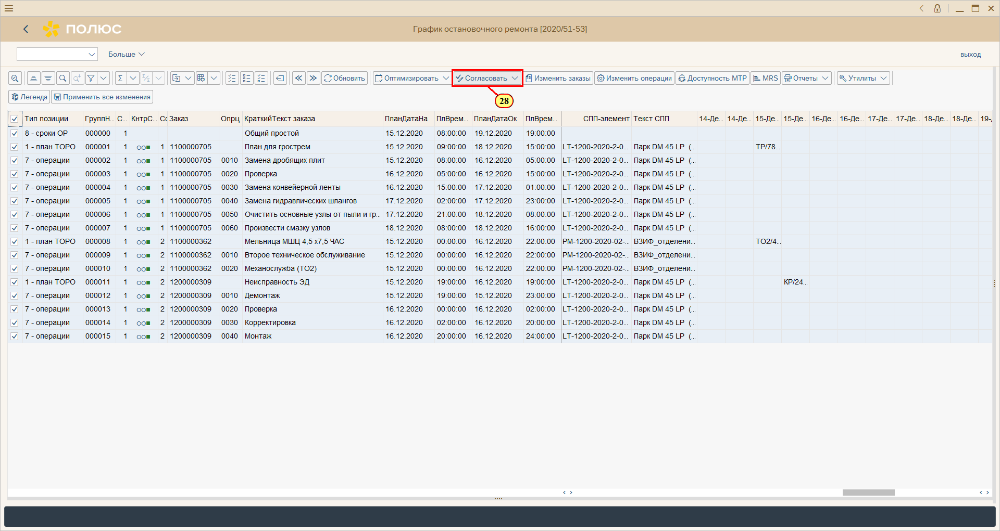 ПОЛЮС
График остановочного ремонта [2020/51-53]
Больше
выход
Обновить Оптимизировать Согласовать Изменить заказы Изменить операции Доступность МТР MRS Отчеты Утилиты
Легенда Применить все изменения
28
Тип позиции ГруппН... С... КнтрС... Сс Заказ Опрц КраткийТекст заказа ПланДатаНа ПлВрем... ПланДатаОк ПлВрем... СПП-элемент Текст СПП 14-Де... 14-Де... 15-Де... 15-Де... 16-Де... 16-Де... 17-Де... 17-Де... 18-Де... 18-Де... 19-
8 - сроки ОР 000000 1 Общий простой 15.12.2020 08:00:00 19.12.2020 19:00:00
1 - план ТОРО 000001 1 1 1100000705 План для грострем 15.12.2020 09:00:00 18.12.2020 15:00:00 LT-1200-2020-2-0... Парк DM 45 LP (... ТР/78...
7 - операции 000002 1 1 1100000705 0010 Замена дробящих плит 15.12.2020 08:00:00 16.12.2020 05:00:00 LT-1200-2020-2-0... Парк DM 45 LP (...
7 - операции 000003 1 1 1100000705 0020 Проверка 16.12.2020 05:00:00 16.12.2020 15:00:00 LT-1200-2020-2-0... Парк DM 45 LP (...
7 - операции 000004 1 1 1100000705 0030 Замена конвейерной ленты 16.12.2020 15:00:00 17.12.2020 01:00:00 LT-1200-2020-2-0... Парк DM 45 LP (...
7 - операции 000005 1 1 1100000705 0040 Замена гидравлических шлангов 17.12.2020 02:00:00 17.12.2020 23:00:00 LT-1200-2020-2-0... Парк DM 45 LP (...
7 - операции 000006 1 1 1100000705 0050 Очистить основные узлы от пыли и гр... 17.12.2020 21:00:00 18.12.2020 08:00:00 LT-1200-2020-2-0... Парк DM 45 LP (...
7 - операции 000007 1 1 1100000705 0060 Произвести смазку узлов 18.12.2020 08:00:00 18.12.2020 16:00:00 LT-1200-2020-2-0... Парк DM 45 LP (...
1 - план ТОРО 000008 1 2 1100000362 Мельница МШЦ 4,5 х7,5 ЧАС 15.12.2020 00:00:00 16.12.2020 22:00:00 PM-1200-2020-02-... ВЗИФ_отделени... ТО2/4...
7 - операции 000009 1 2 1100000362 0010 Второе техническое обслуживание 15.12.2020 00:00:00 16.12.2020 22:00:00 PM-1200-2020-02-... ВЗИФ_отделени...
7 - операции 000010 1 2 1100000362 0020 Механослужба (ТО2) 15.12.2020 00:00:00 16.12.2020 22:00:00 PM-1200-2020-02-... ВЗИФ_отделени...
1 - план ТОРО 000011 1 2 1200000309 Неисправность ЭД 15.12.2020 19:00:00 16.12.2020 19:00:00 LT-1200-2020-2-0... Парк DM 45 LP (... КР/24...
7 - операции 000012 1 2 1200000309 0010 Демонтаж 15.12.2020 19:00:00 15.12.2020 23:00:00 LT-1200-2020-2-0... Парк DM 45 LP (...
7 - операции 000013 1 2 1200000309 0020 Проверка 16.12.2020 00:00:00 16.12.2020 02:00:00 LT-1200-2020-2-0... Парк DM 45 LP (...
7 - операции 000014 1 2 1200000309 0030 Корректировка 16.12.2020 02:00:00 16.12.2020 20:00:00 LT-1200-2020-2-0... Парк DM 45 LP (...
7 - операции 000015 1 2 1200000309 0040 Монтаж 16.12.2020 20:00:00 16.12.2020 24:00:00 LT-1200-2020-2-0... Парк DM 45 LP (...